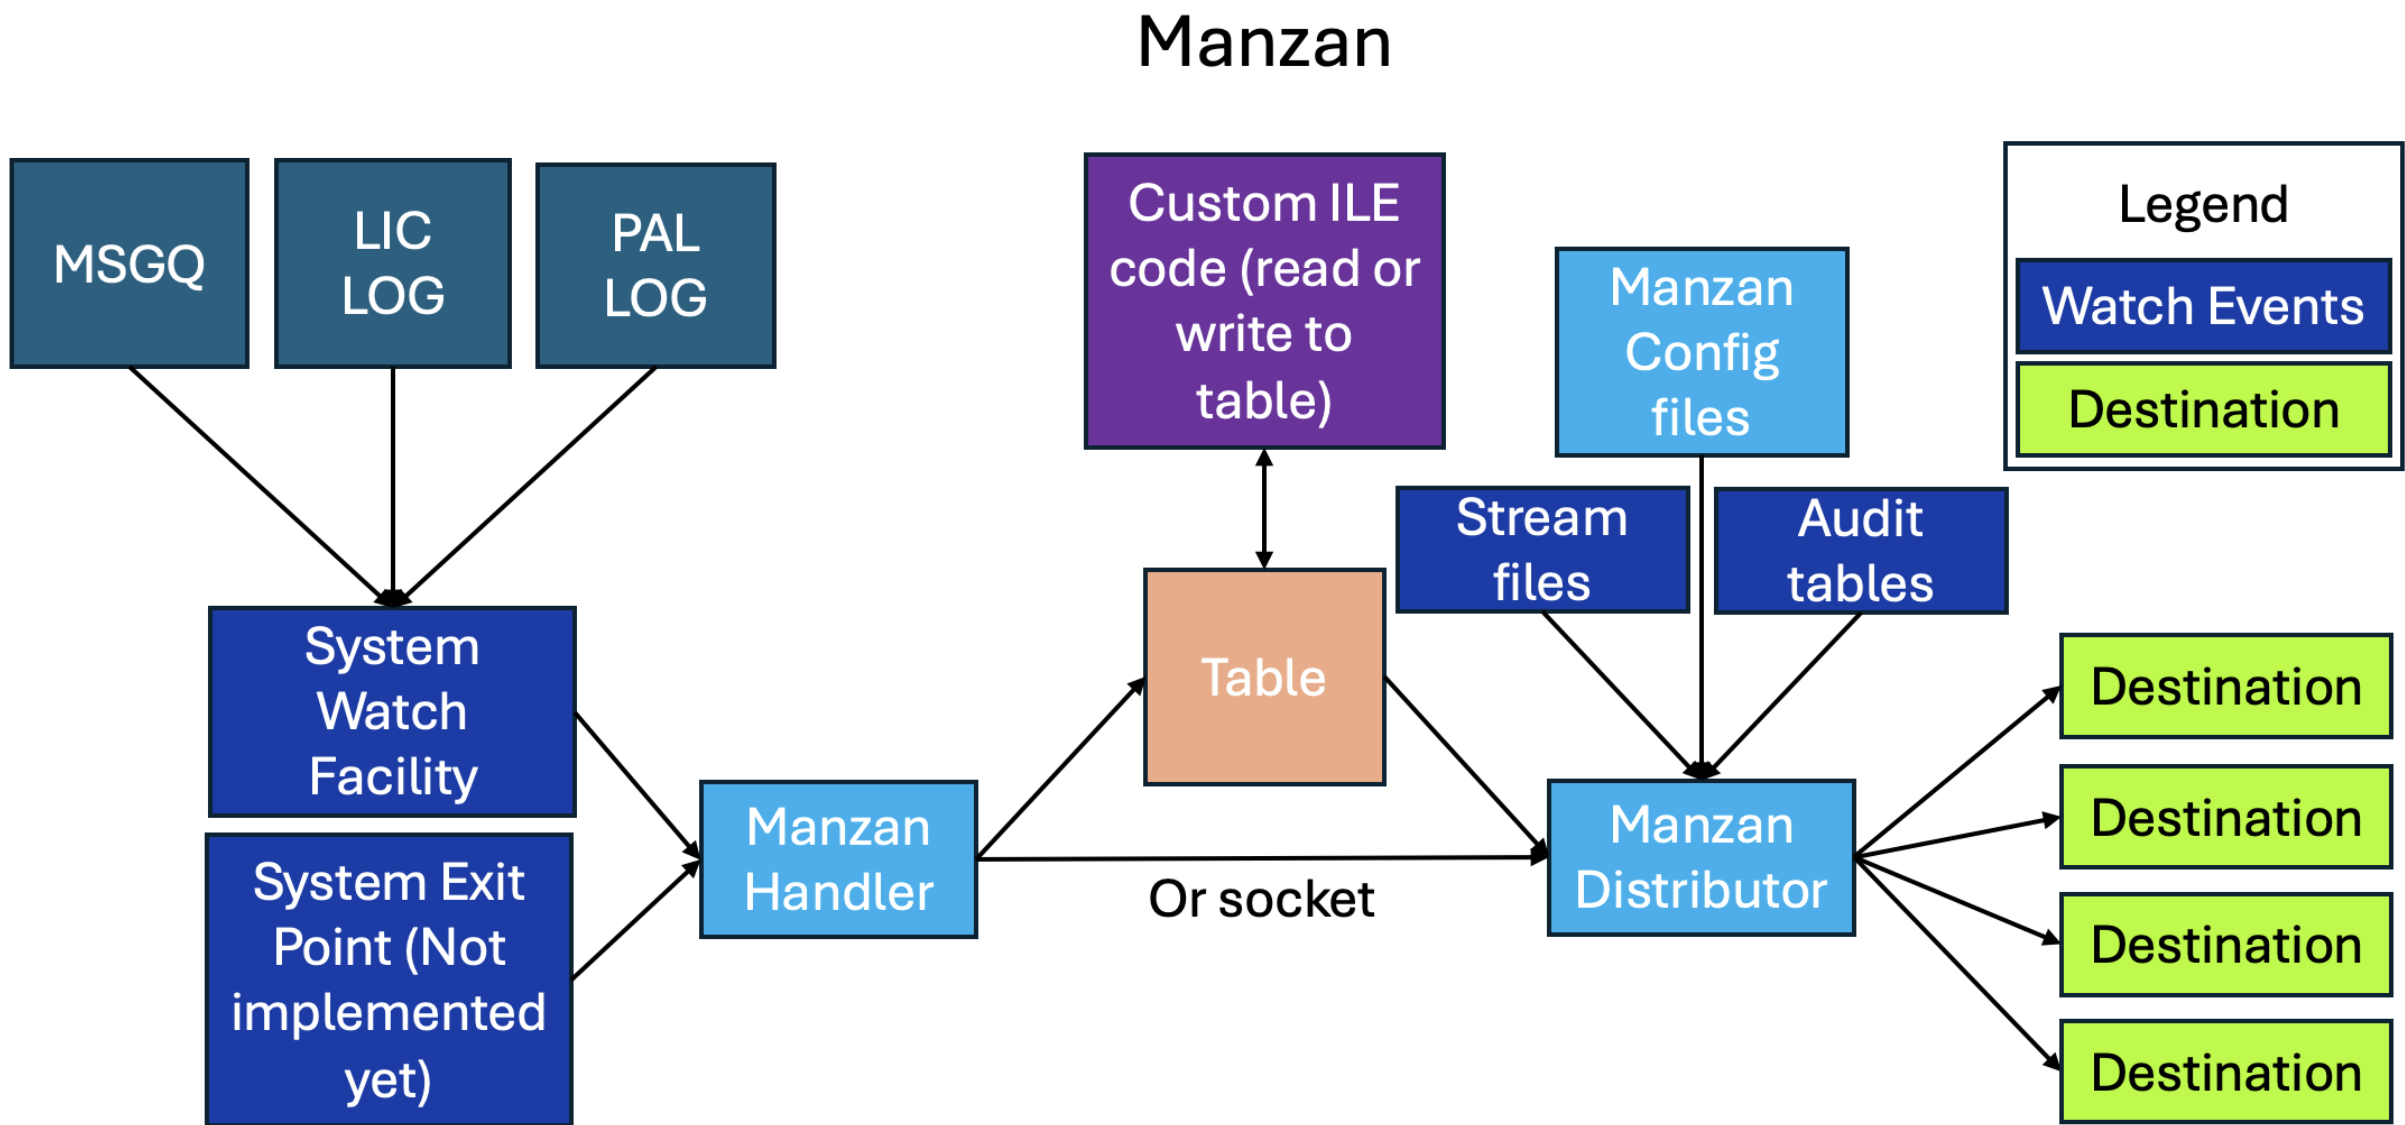 Manzan
MSGQ
LIC
LOG
PAL
LOG
Custom ILE
code (read or
write to
table)
Manzan
Config
files
Legend
Watch Events
Destination
Stream
files
Audit
tables
System
Watch
Facility
Table
System Exit
Point (Not
implemented
yet)
Manzan
Handler
Or socket
Manzan
Distributor
Destination
Destination
Destination
Destination